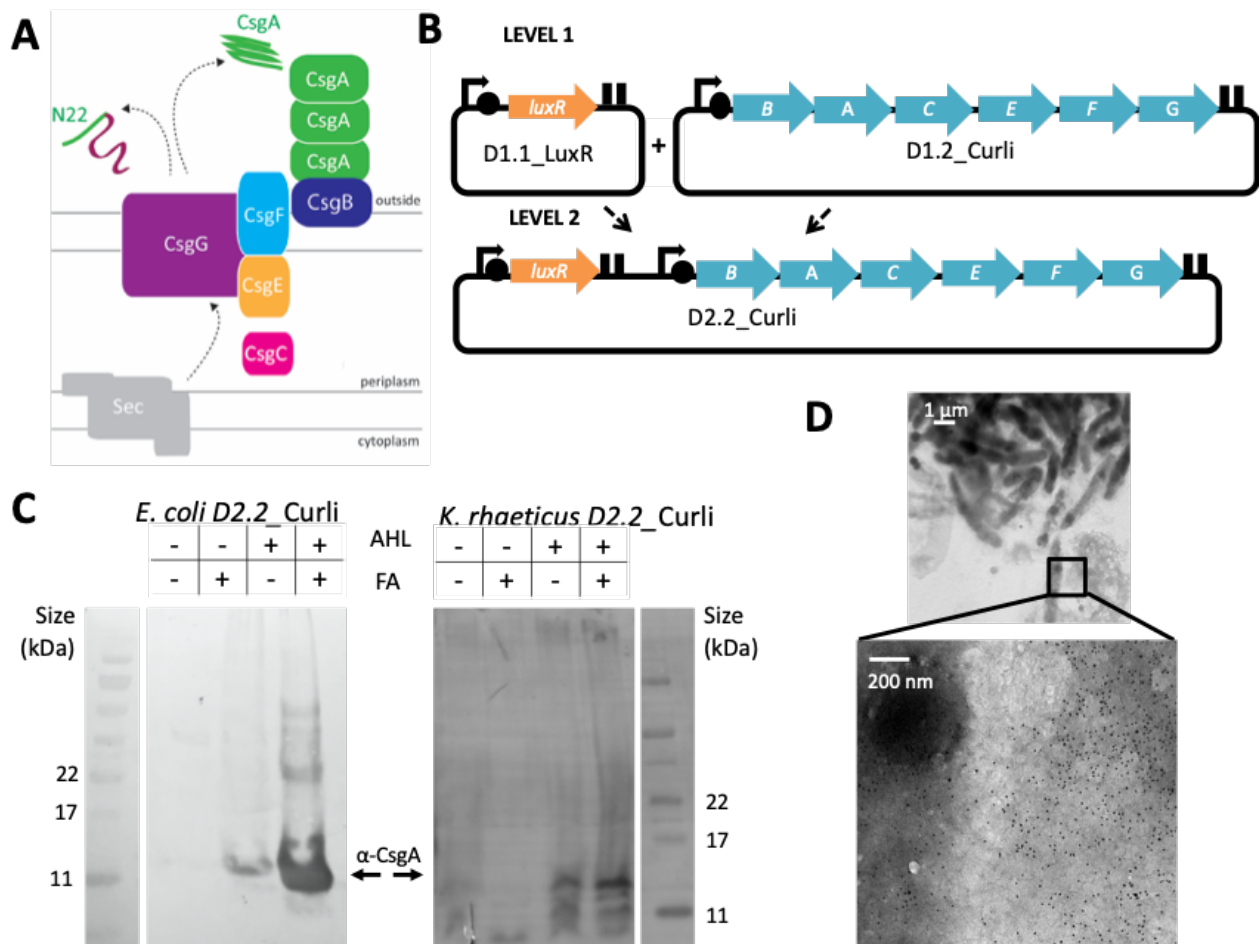 A
CsgA
CsgA
CsgA
CsgA
N22
CsgB
outside
CsgF
CsgG
CsgE
CsgC
periplasm
Sec
cytoplasm
B
LEVEL 1
luxR
B A C E F G
D1.1_LuxR
+
D1.2_Curli
LEVEL 2
luxR
B A C E F G
D2.2_Curli
C
E. coli D2.2_Curli
K. rhaeticus D2.2_Curli
- - + + AHL - - + +
- + - + FA - + - +
Size
(kDa)
22
17
11
α-CsgA
Size
(kDa)
22
17
11
D
1 μm
200 nm